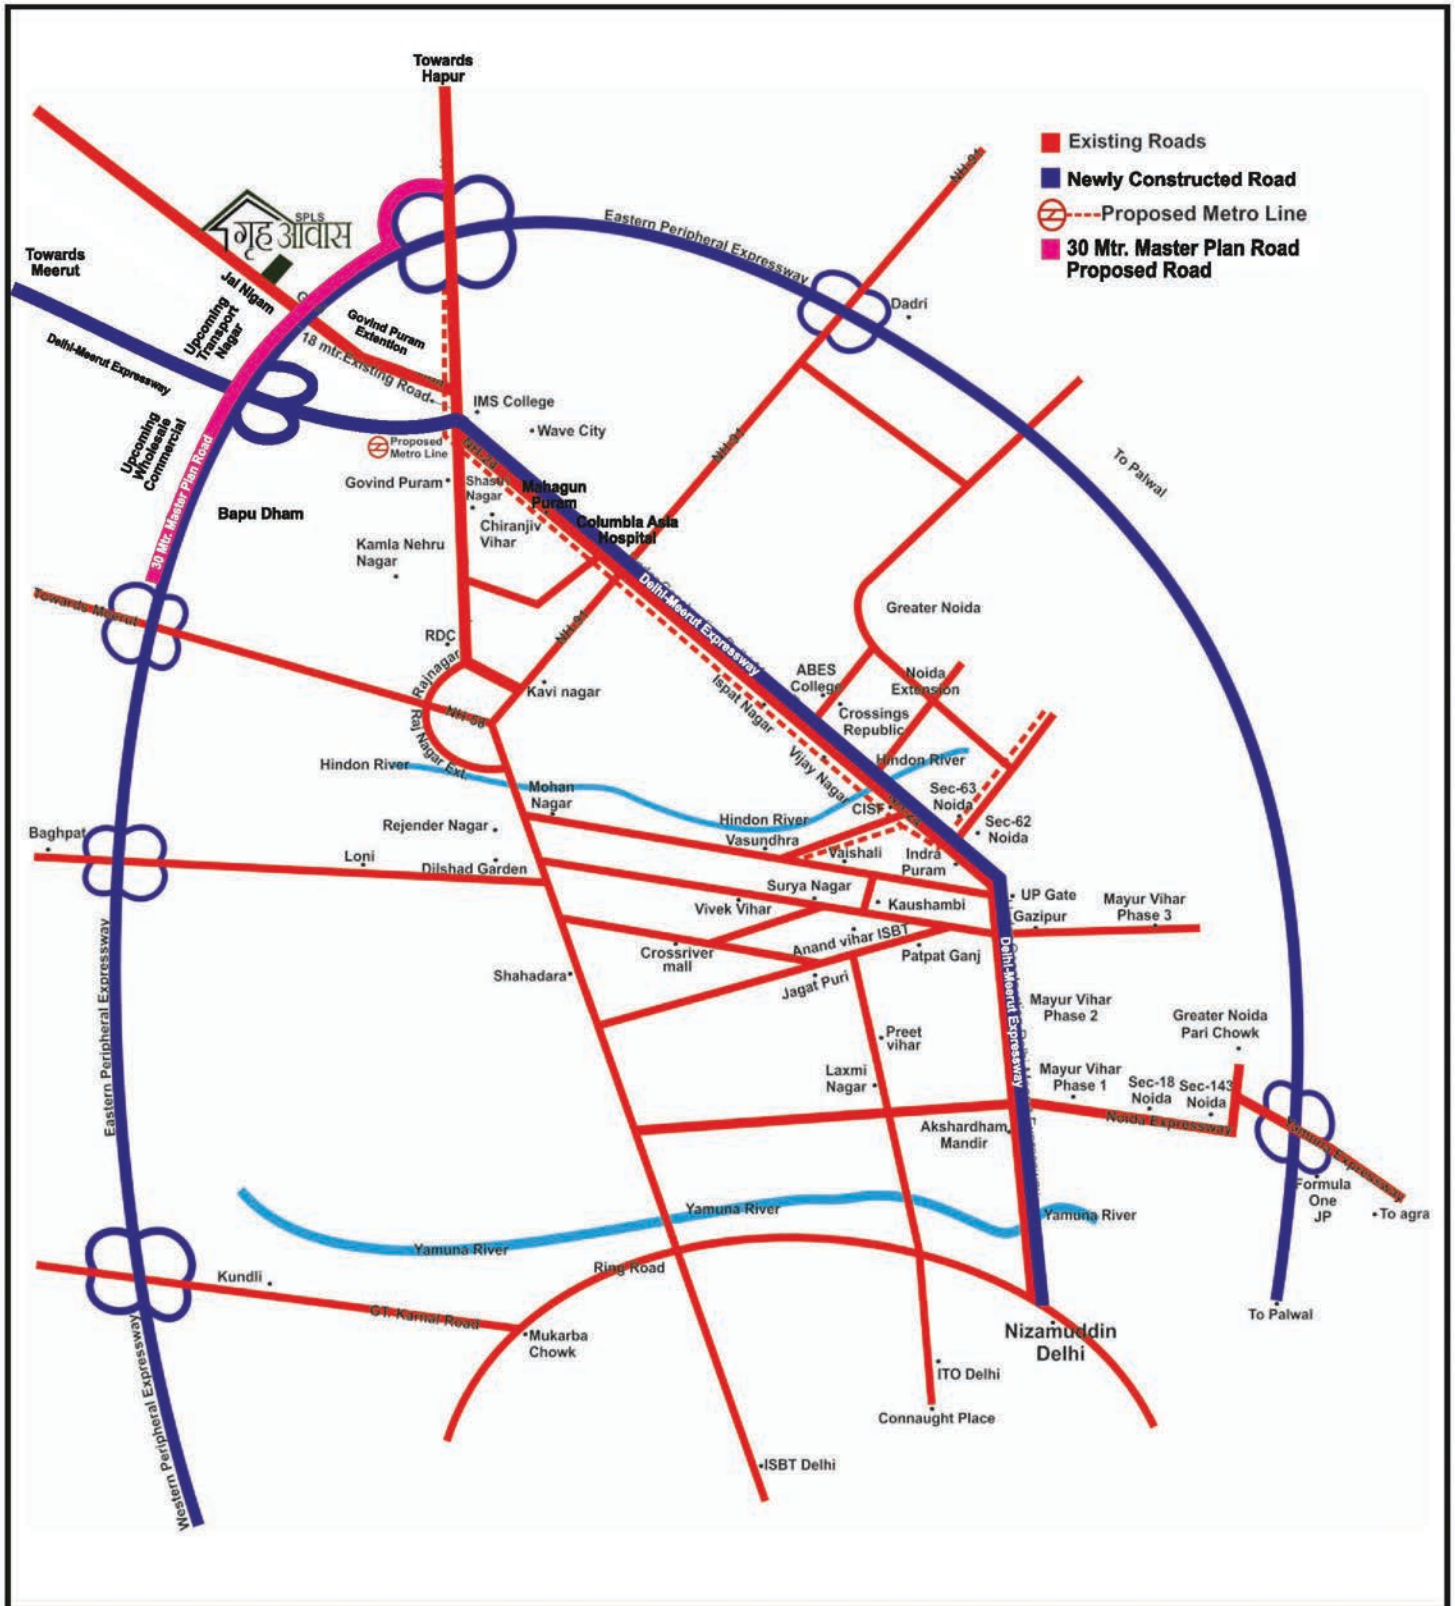 Towards
Hapur
Existing Roads
Newly Constructed Road
Proposed Metro Line
30 Mtr. Master Plan Road
Proposed Road
NH-91
SPLS
गृह आवास
Eastern Peripheral Expressway
Towards
Meerut
Jal Nigam
Dadri
Upcoming
Transport
Nagar
Govind Puram
Extention
18 mtr.Existing Road
Delhi-Meerut Expressway
IMS College
Wave City
Upcoming
Wholesale
Commercial
Proposed
Metro Line
NH-24
NH-91
To Palwal
30 Mtr. Master Plan Road
Govind Puram
Shastri
Nagar
Mahagun
Puram
Bapu Dham
Chiranjiv
Vihar
Columbia Asia
Hospital
Kamla Nehru
Nagar
Delhi-Meerut Expressway
Towards Meerut
Greater Noida
NH-91
RDC
Rajnagar
Kavi nagar
NH-58
Raj Nagar Ext.
Ispat Nagar
ABES
College
Noida
Extension
Crossings
Republic
Hindon River
Vijay Nagar
Hindon River
Mohan
Nagar
CISF
Sec-63
Noida
Hindon River
Sec-62
Noida
Baghpat
Rejender Nagar
Vasundhra
Loni
Dilshad Garden
Vaishali
Indra
Puram
Surya Nagar
Vivek Vihar
Kaushambi
UP Gate
Gazipur
Mayur Vihar
Phase 3
Crossriver
mall
Anand vihar ISBT
Patpat Ganj
Shahadara
Jagat Puri
Delhi-Meerut Expressway
Eastern Peripheral Expressway
Mayur Vihar
Phase 2
Greater Noida
Pari Chowk
Preet
vihar
Laxmi
Nagar
Mayur Vihar
Phase 1
Sec-18
Noida
Sec-143
Noida
Noida Expressway
Akshardham
Mandir
Yamuna Expressway
Formula
One
JP
To agra
Yamuna River
Yamuna River
Yamuna River
Ring Road
Kundli
GT. Karnal Road
Mukarba
Chowk
To Palwal
Nizamuddin
Delhi
Western Peripheral Expressway
ITO Delhi
Connaught Place
ISBT Delhi